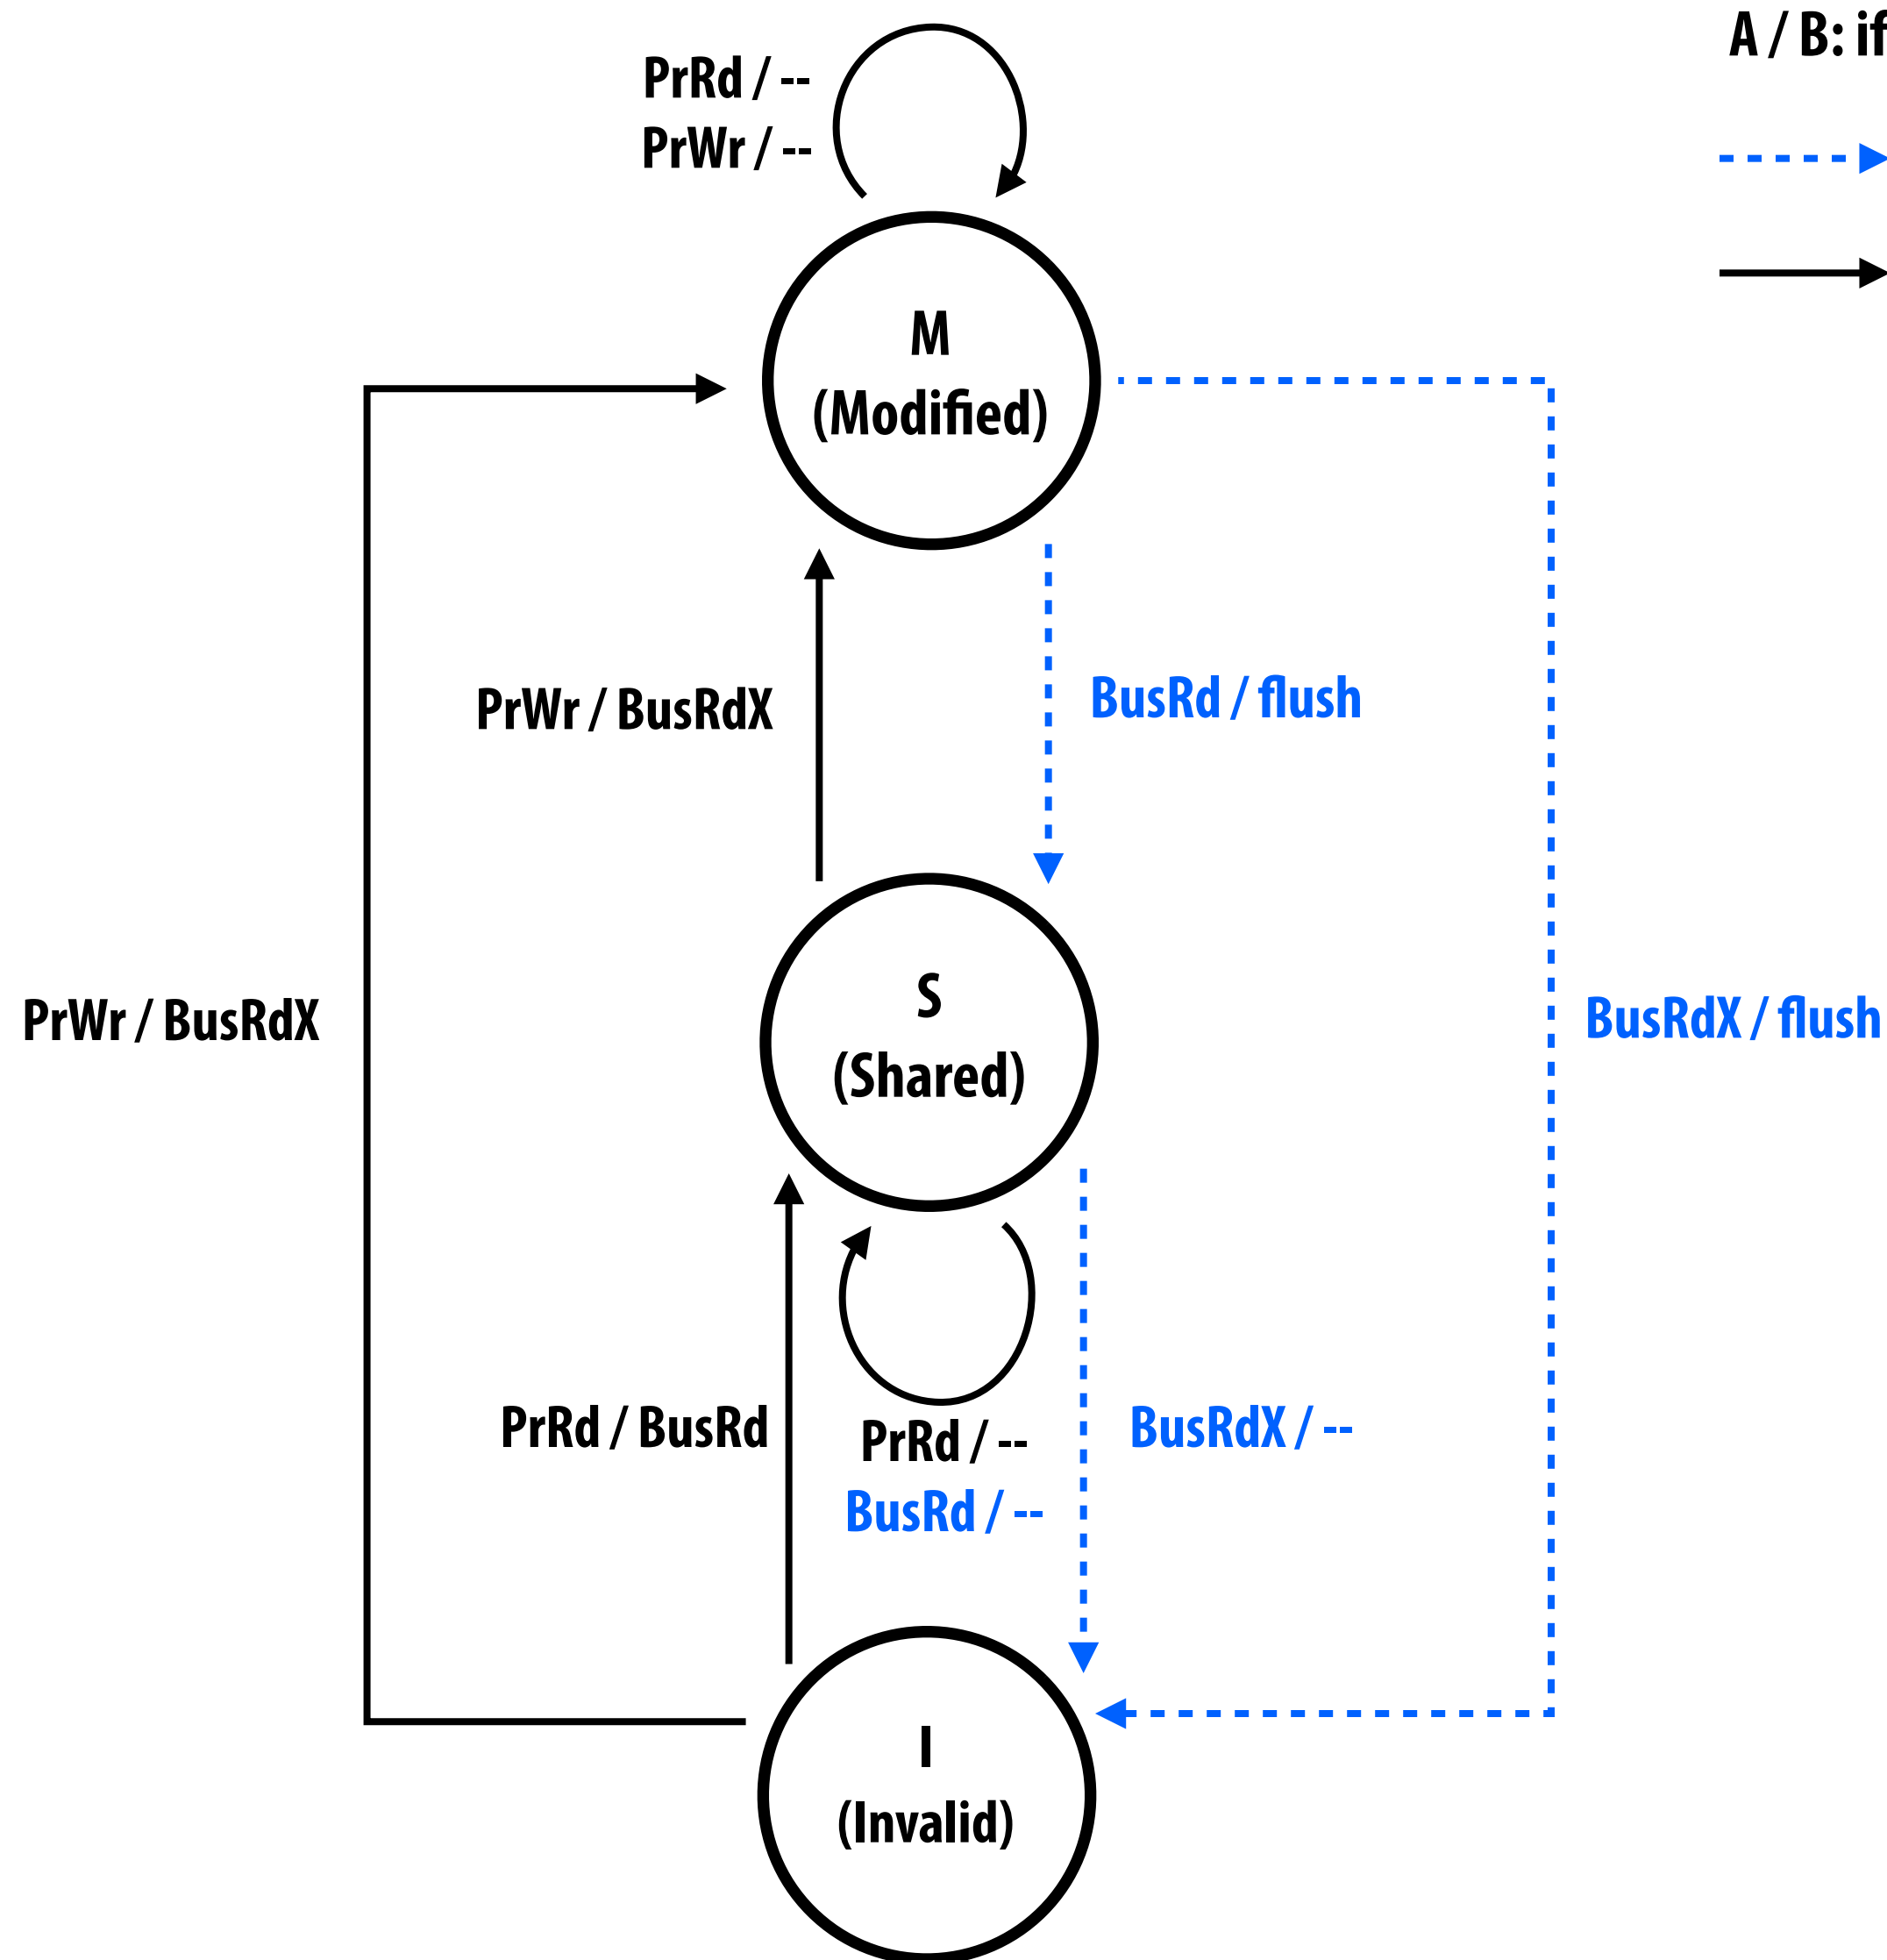 A / B: if
PrRd / --
PrWr / --
M
(Modified)
PrWr / BusRdX
BusRd / flush
S
(Shared)
PrWr / BusRdX
BusRdX / flush
PrRd / BusRd
PrRd / --
BusRd / --
BusRdX / --
I
(Invalid)